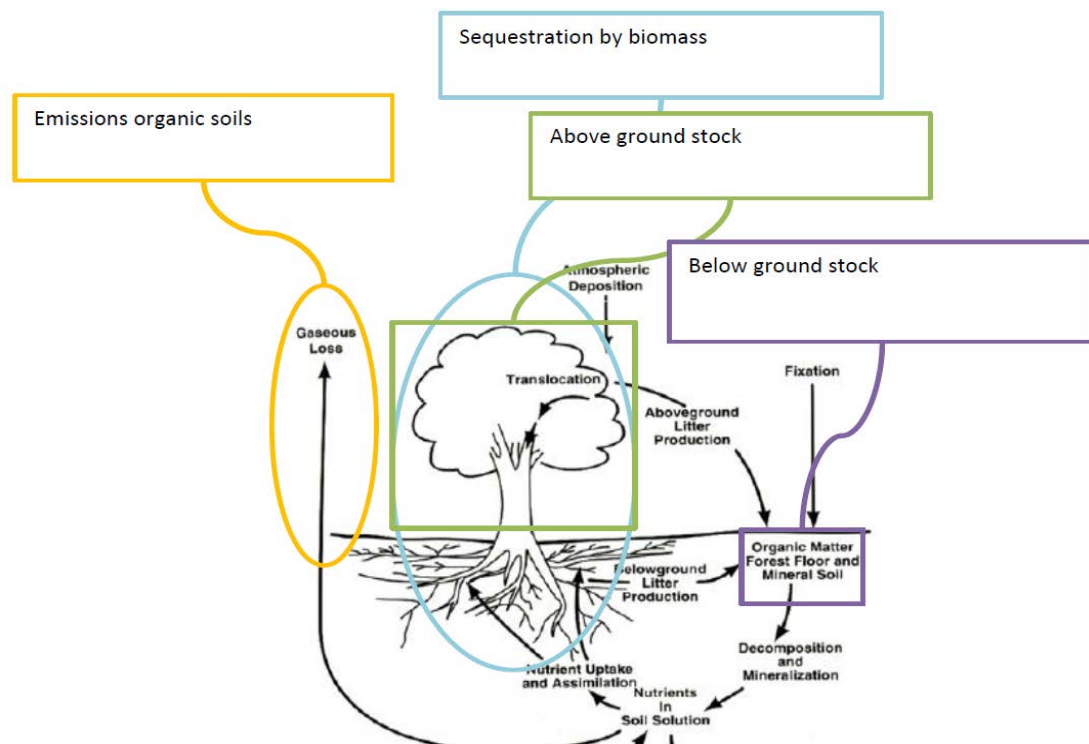 Sequestration by biomass
Emissions organic soils
Above ground stock
Below ground stock
Atmospheric
Deposition
Gaseous
Loss
Translocation
Fixation
Aboveground
Litter
Production
Organic Matter
Forest Floor and
Mineral Soil
Belowground
Litter
Production
Decomposition
and
Mineralization
Nutrient Uptake
and Assimilation
Nutrients
In
Soil Solution